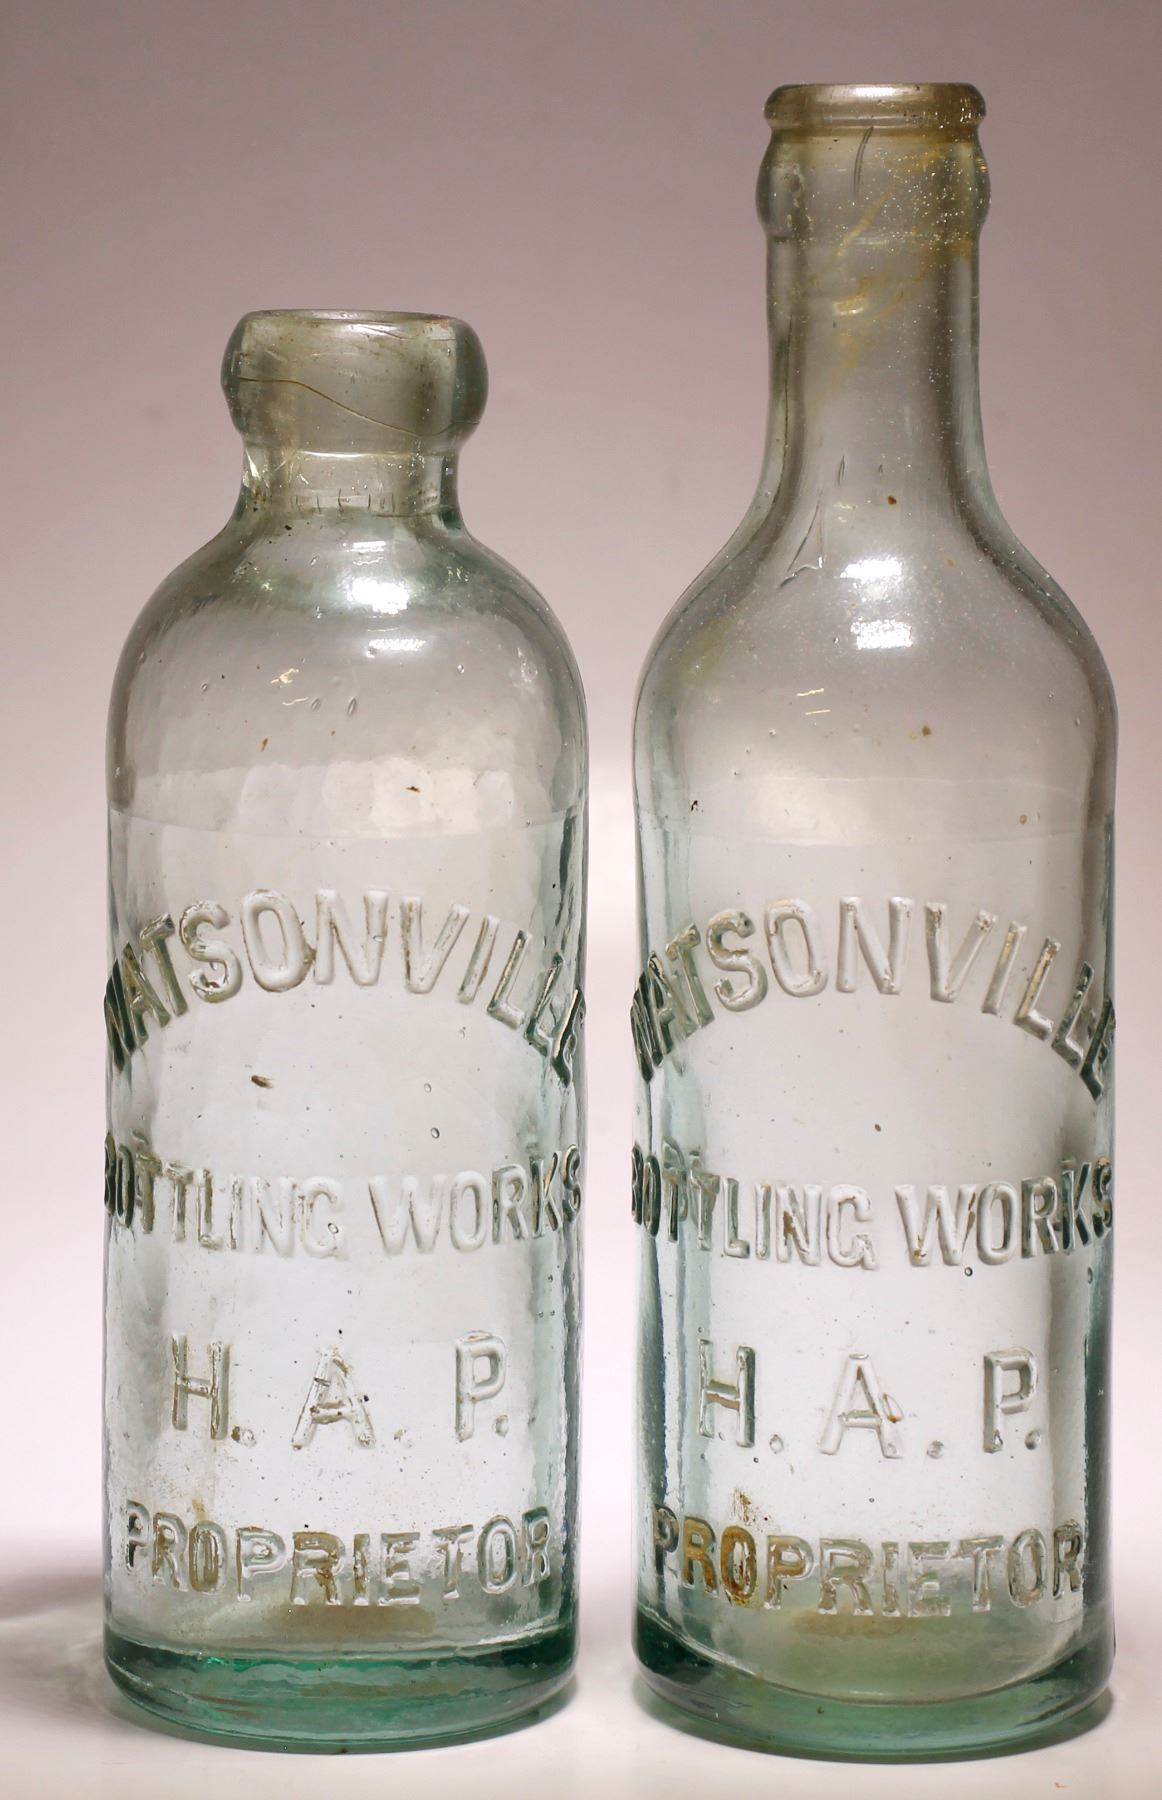 WATSONVILLE
BOTTLING WORKS
H. A. P.
PROPRIETOR
WATSONVILLE
BOTTLING WORKS
H. A. P.
PROPRIETOR